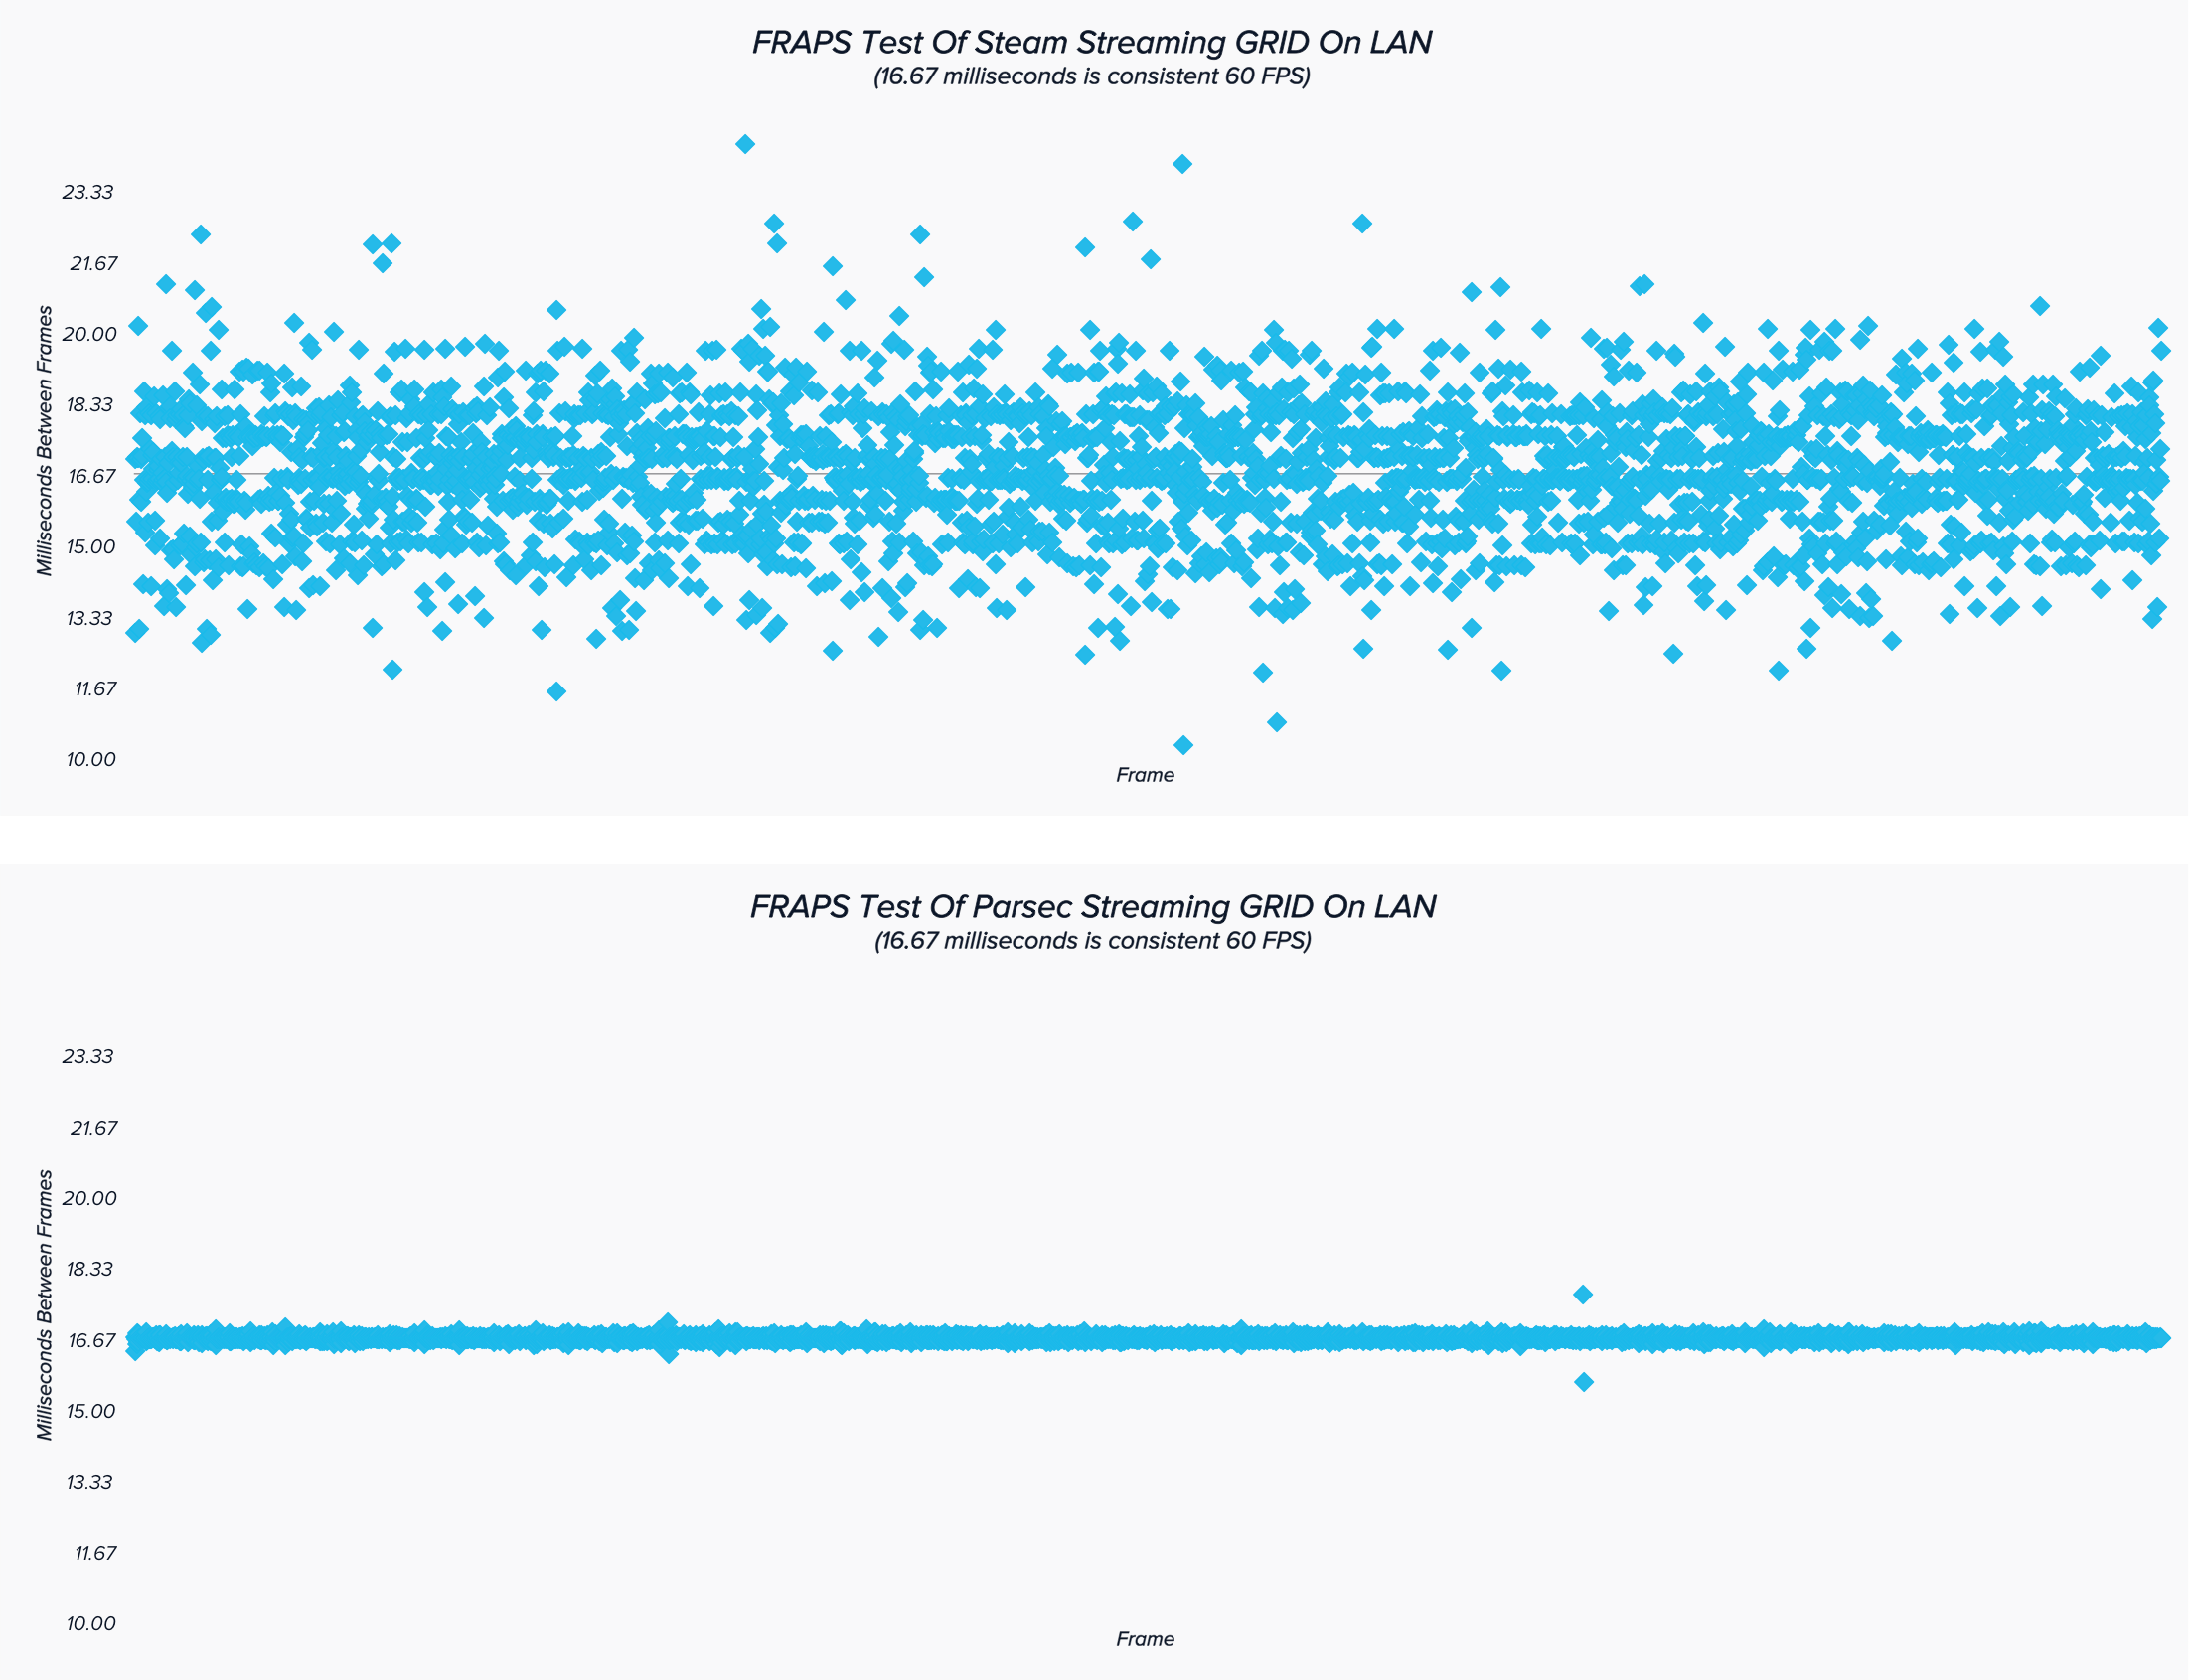 FRAPS Test Of Steam Streaming GRID On LAN
(16.67 milliseconds is consistent 60 FPS)
Milliseconds Between Frames
23.33
21.67
20.00
18.33
16.67
15.00
13.33
11.67
10.00
Frame
FRAPS Test Of Parsec Streaming GRID On LAN
(16.67 milliseconds is consistent 60 FPS)
Milliseconds Between Frames
23.33
21.67
20.00
18.33
16.67
15.00
13.33
11.67
10.00
Frame